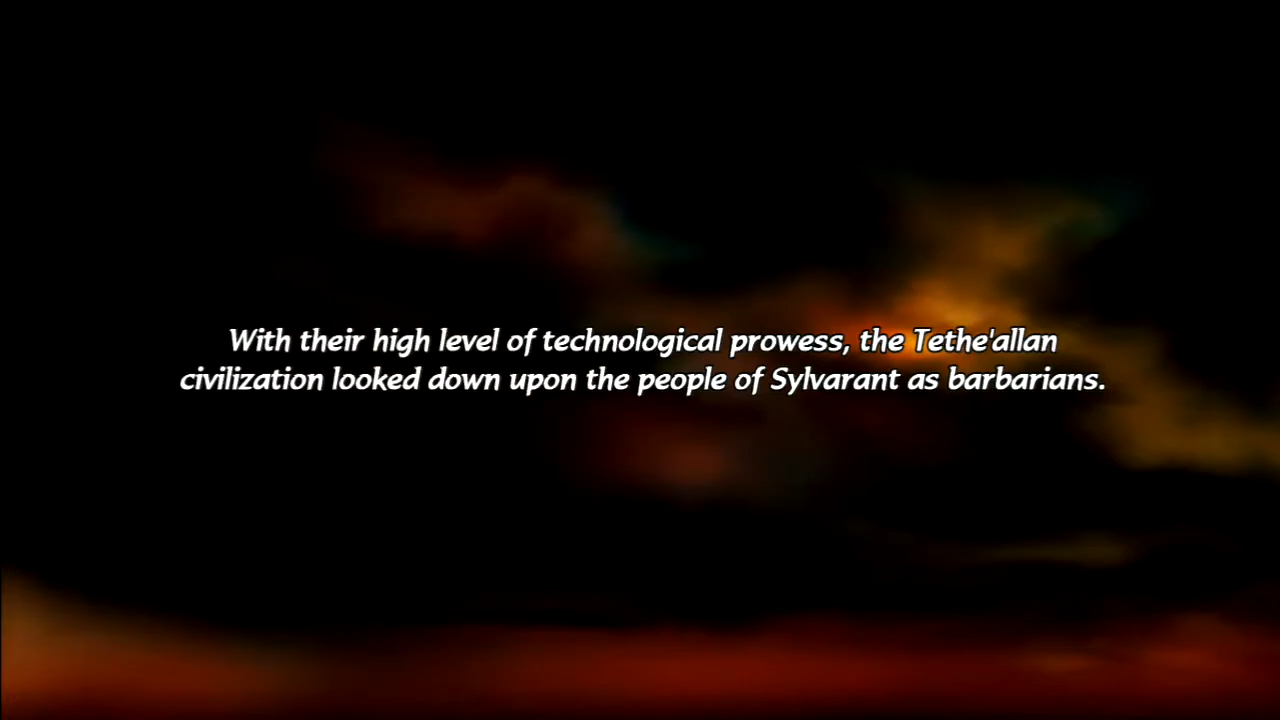 With their high level of technological prowess, the Tethe'allan
civilization looked down upon the people of Sylvarant as barbarians.